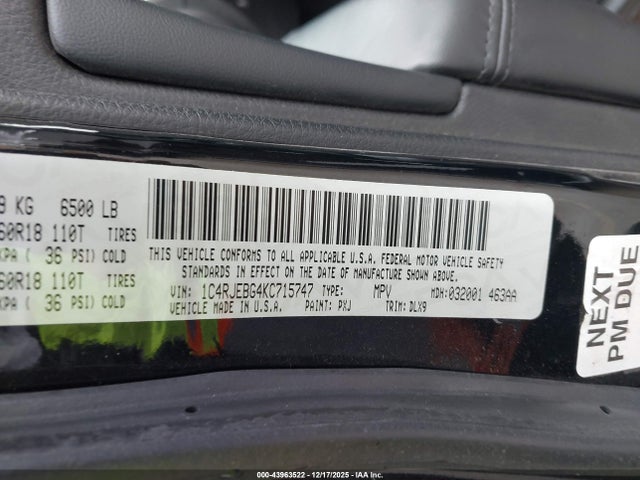 KG 6500 LB
60R18 110T TIRES
KPA ( 36 PSI) COLD
60R18 110T TIRES
KPA ( 36 PSI) COLD
THIS VEHICLE CONFORMS TO ALL APPLICABLE U.S.A. FEDERAL MOTOR VEHICLE SAFETY
STANDARDS IN EFFECT ON THE DATE OF MANUFACTURE SHOWN ABOVE.
VIN: 1C4RJEBG4KC715747 TYPE: MPV MDH:032001 463AA
VEHICLE MADE IN U.S.A. PAINT: PXJ TRIM: DLX9
NEXT
PM DUE
000-43963522 12/17/2025 IAAI, INC.